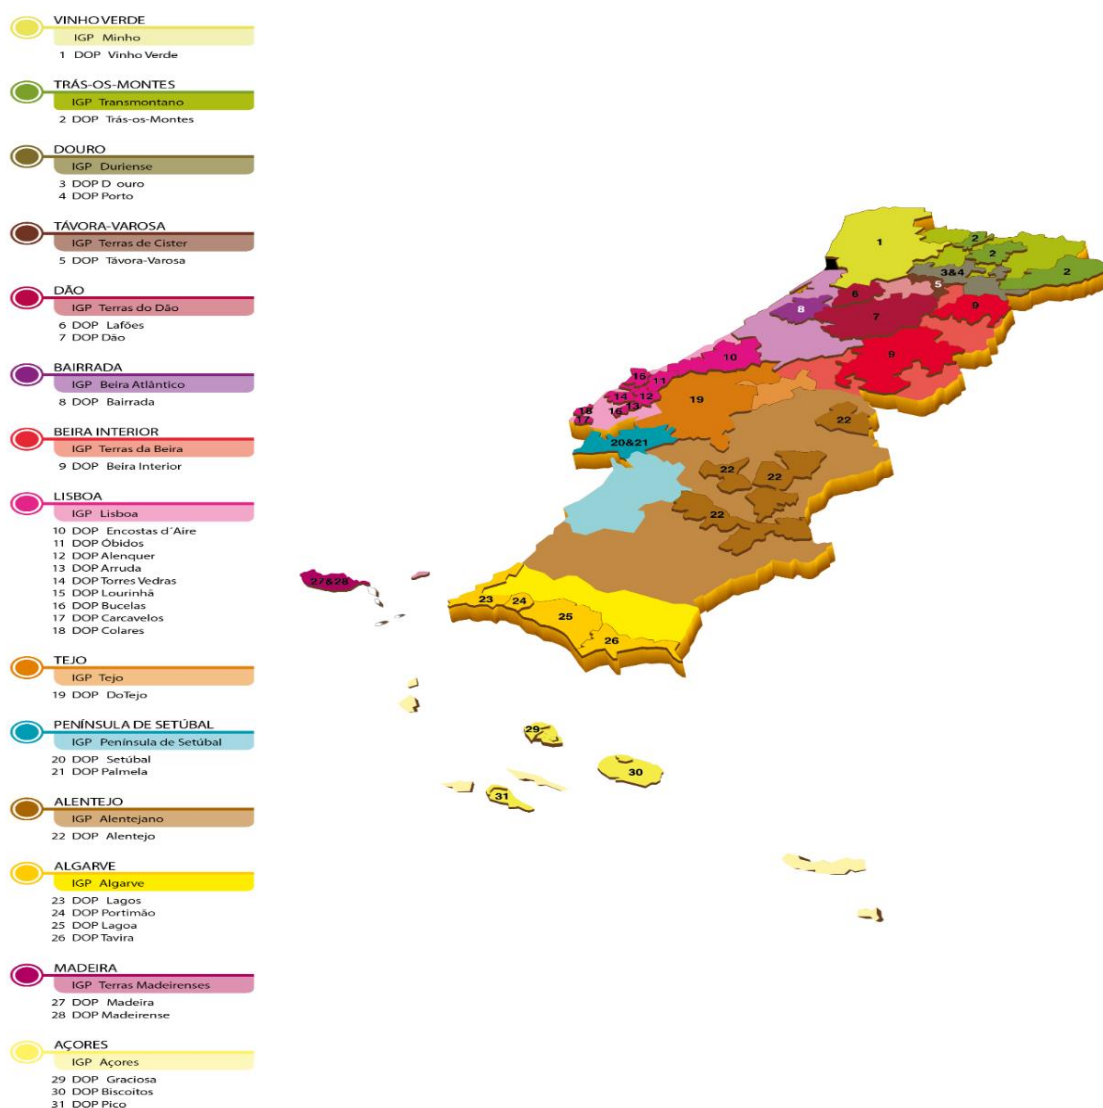 VINHO VERDE
IGP Minho
1 DOP Vinho Verde
TRÁS-OS-MONTES
IGP Transmontano
2 DOP Trás-os-Montes
DOURO
IGP Duriense
3 DOP D ouro
4 DOP Porto
TÁVORA-VAROSA
IGP Terras de Cister
5 DOP Távora-Varosa
DÃO
IGP Terras do Dão
6 DOP Lafões
7 DOP Dão
BAIRRADA
IGP Beira Atlântico
8 DOP Bairrada
BEIRA INTERIOR
IGP Terras da Beira
9 DOP Beira Interior
LISBOA
IGP Lisboa
10 DOP Encostas d´Aire
11 DOP Óbidos
12 DOP Alenquer
13 DOP Arruda
14 DOP Torres Vedras
15 DOP Lourinhã
16 DOP Bucelas
17 DOP Carcavelos
18 DOP Colares
TEJO
IGP Tejo
19 DOP DoTejo
PENÍNSULA DE SETÚBAL
IGP Península de Setúbal
20 DOP Setúbal
21 DOP Palmela
ALENTEJO
IGP Alentejano
22 DOP Alentejo
ALGARVE
IGP Algarve
23 DOP Lagos
24 DOP Portimão
25 DOP Lagoa
26 DOP Tavira
MADEIRA
IGP Terras Madeirenses
27 DOP Madeira
28 DOP Madeirense
AÇORES
IGP Açores
29 DOP Graciosa
30 DOP Biscoitos
31 DOP Pico
1
2
2
3&4
2
5
6
8
7
9
9
10
15
11
14
12
13
16
18
17
19
20&21
22
22
22
22
27&28
23
24
25
26
29
30
31